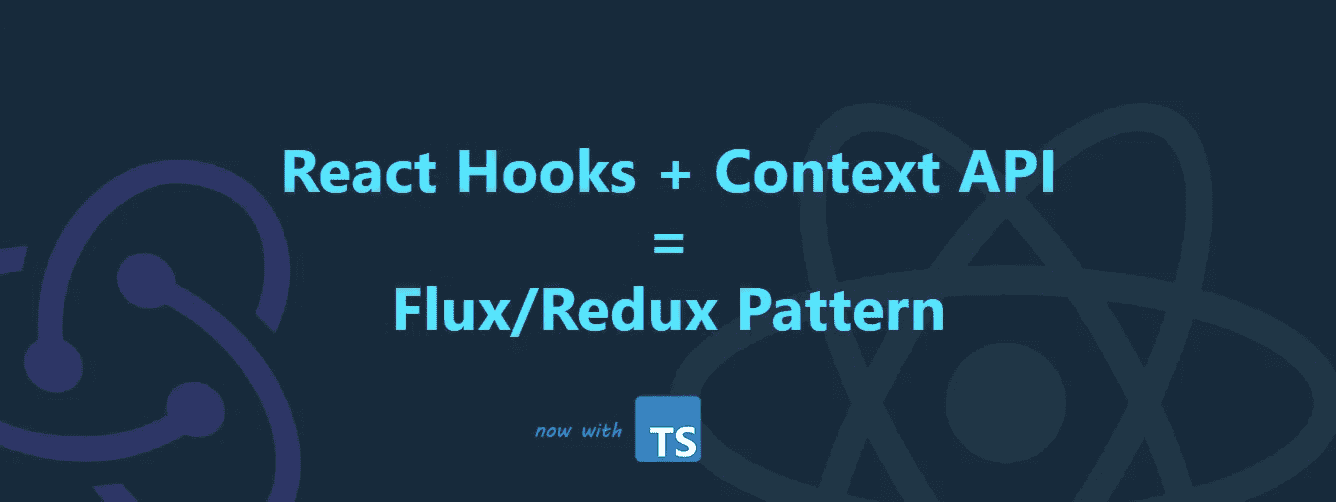 React Hooks + Context API
=
Flux/Redux Pattern
now with TS